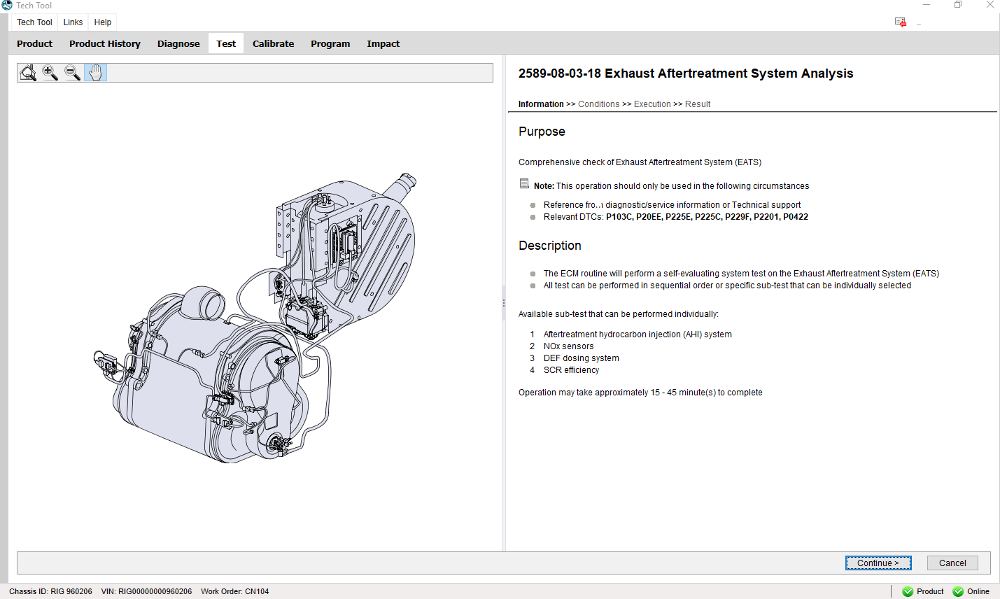 Tech Tool
Tech Tool Links Help
Product Product History Diagnose Test Calibrate Program Impact
2589-08-03-18 Exhaust Aftertreatment System Analysis
Information >> Conditions >> Execution >> Result
Purpose
Comprehensive check of Exhaust Aftertreatment System (EATS)
Note: This operation should only be used in the following circumstances
Reference diagnostic/service information or Technical support
Relevant DTCs: P103C, P20EE, P225E, P225C, P229F, P2201, P0422
Description
The ECM routine will perform a self-evaluating system test on the Exhaust Aftertreatment System (EATS)
All test can be performed in sequential order or specific sub-test that can be individually selected
Available sub-test that can be performed individually:
1 Aftertreatment hydrocarbon injection (AHI) system
2 NOx sensors
3 DEF dosing system
4 SCR efficiency
Operation may take approximately 15 - 45 minute(s) to complete
Continue > Cancel
Chassis ID: RIG 960206 VIN: RIG00000000960206 Work Order: CN104 Product Online